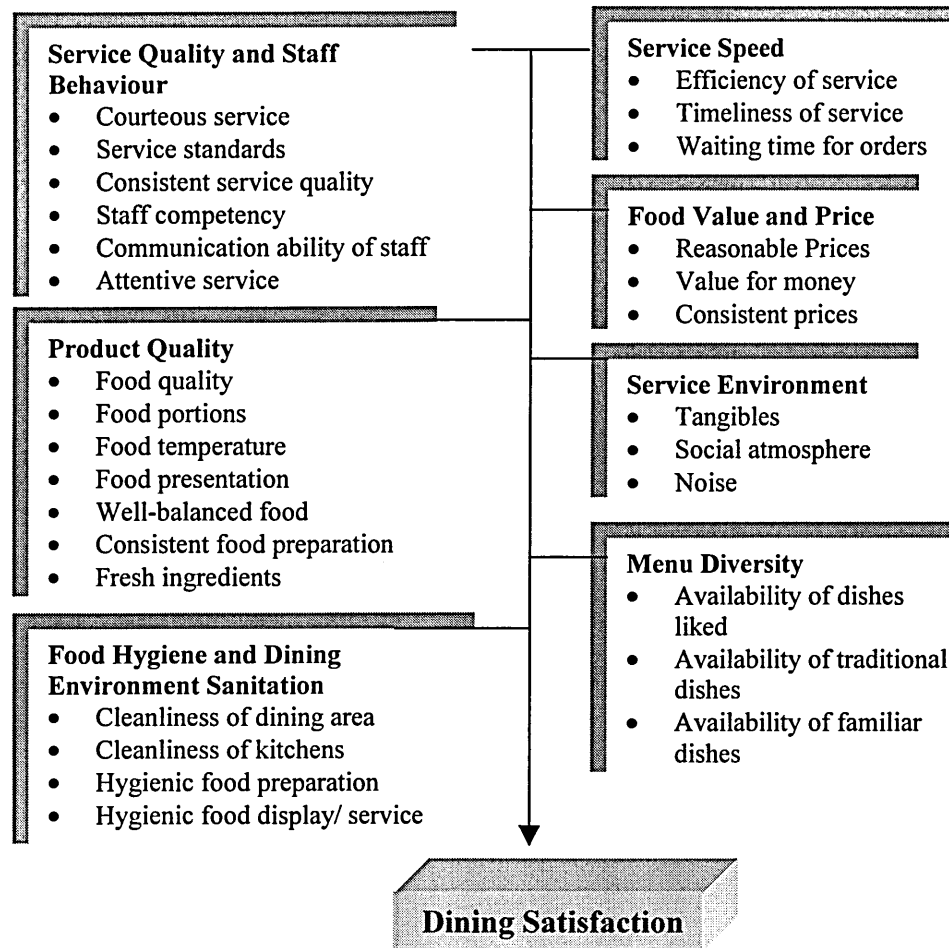 Service Quality and Staff
Behaviour
• Courteous service
• Service standards
• Consistent service quality
• Staff competency
• Communication ability of staff
• Attentive service
Product Quality
• Food quality
• Food portions
• Food temperature
• Food presentation
• Well-balanced food
• Consistent food preparation
• Fresh ingredients
Food Hygiene and Dining
Environment Sanitation
• Cleanliness of dining area
• Cleanliness of kitchens
• Hygienic food preparation
• Hygienic food display/ service
Service Speed
• Efficiency of service
• Timeliness of service
• Waiting time for orders
Food Value and Price
• Reasonable Prices
• Value for money
• Consistent prices
Service Environment
• Tangibles
• Social atmosphere
• Noise
Menu Diversity
• Availability of dishes
liked
• Availability of traditional
dishes
• Availability of familiar
dishes
Dining Satisfaction